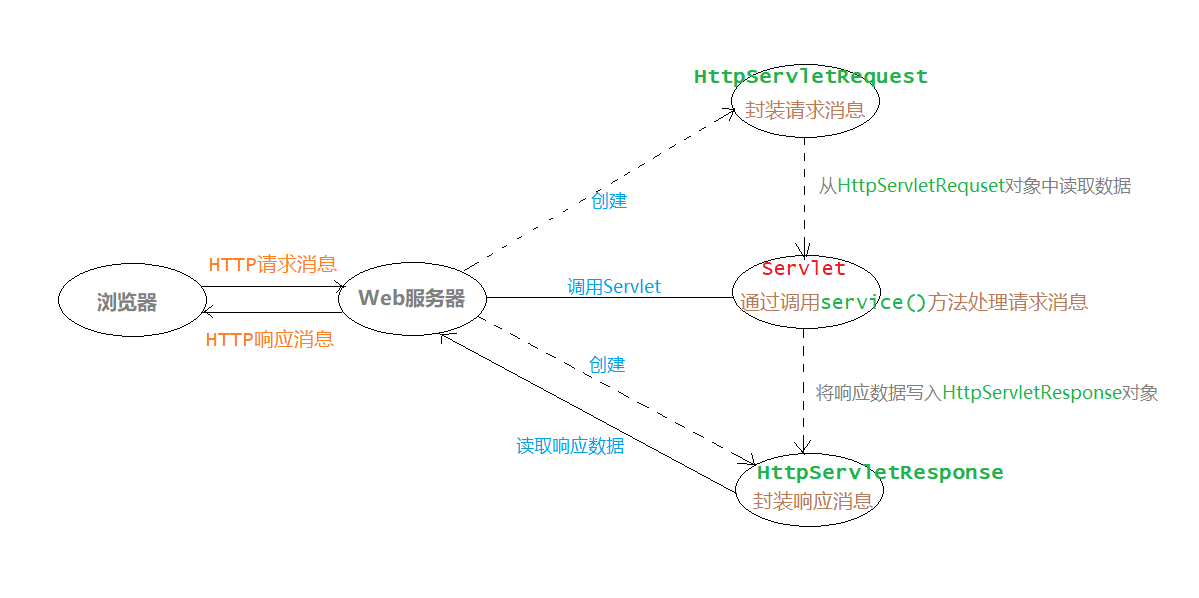 HttpServletRequest
封装请求消息
从HttpServletRequset对象中读取数据
创建
HTTP请求消息
浏览器
Web服务器
HTTP响应消息
调用Servlet
Servlet
通过调用service()方法处理请求消息
创建
将响应数据写入HttpServletResponse对象
读取响应数据
HttpServletResponse
封装响应消息